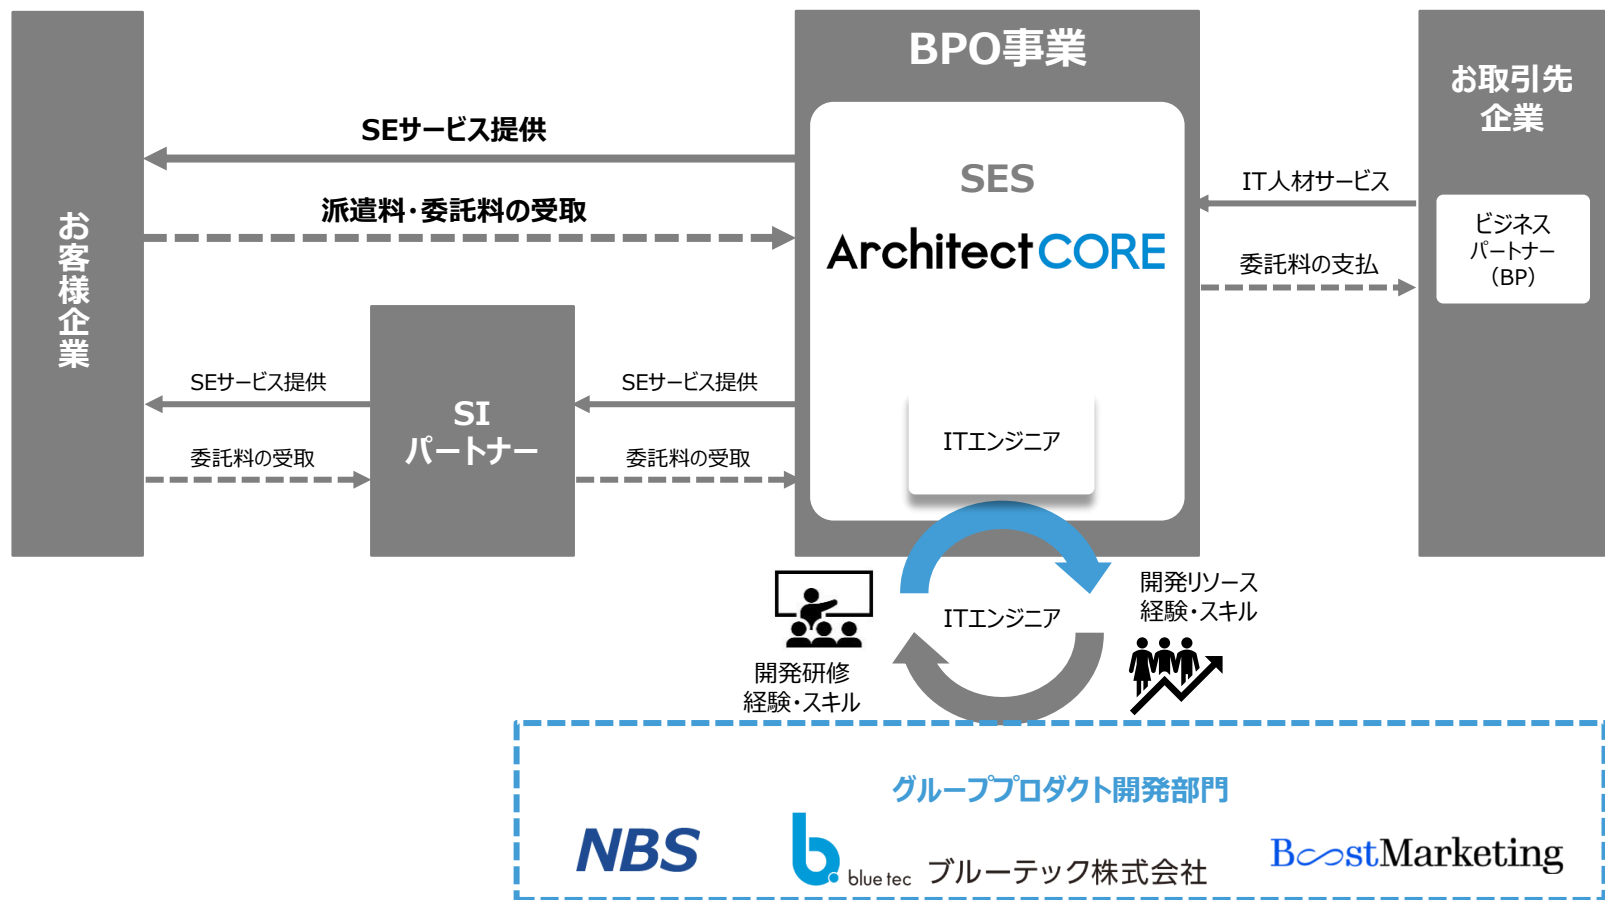 BPO事業
お取引先
企業
SEサービス提供
SES
IT人材サービス
派遣料・委託料の受取
お客様企業
ArchitectCORE
ビジネス
パートナー
（BP）
委託料の支払
SEサービス提供
SEサービス提供
SI
パートナー
ITエンジニア
委託料の受取
委託料の受取
開発リソース
経験・スキル
ITエンジニア
開発研修
経験・スキル
グループプロダクト開発部門
NBS
blue tec ブルーテック株式会社
BoostMarketing